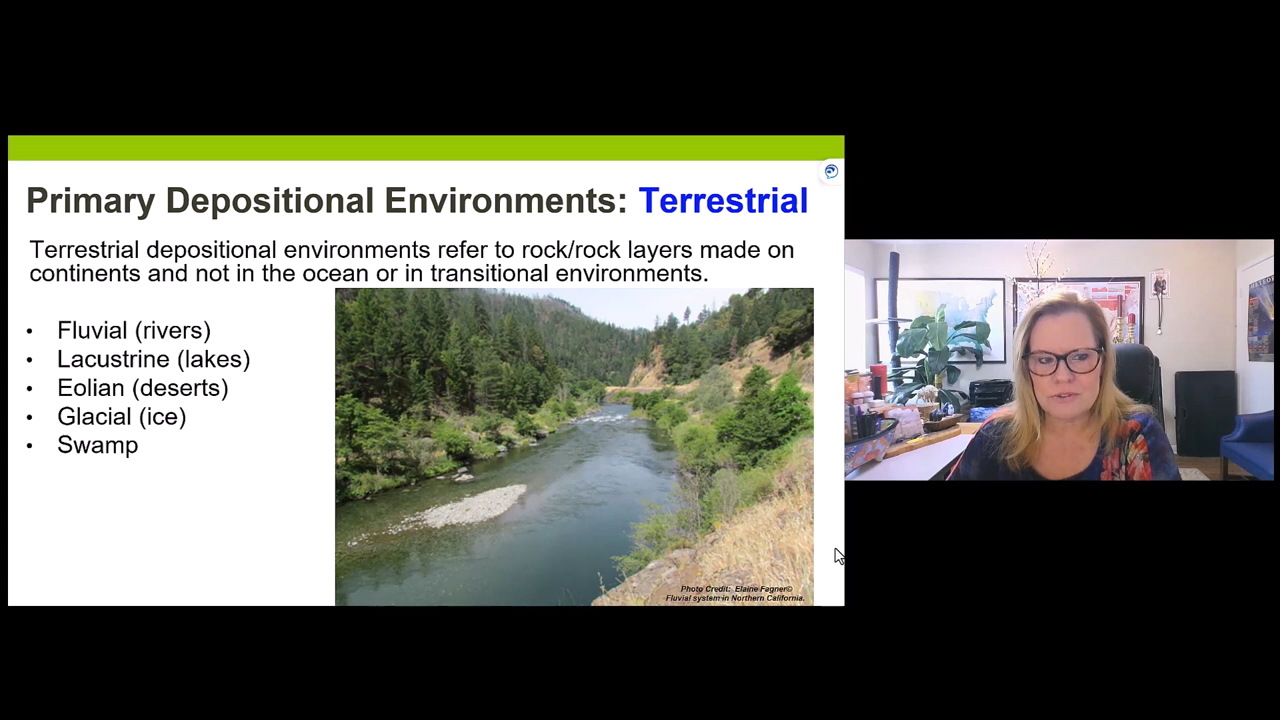 Primary Depositional Environments: Terrestrial
Terrestrial depositional environments refer to rock/rock layers made on
continents and not in the ocean or in transitional environments.
• Fluvial (rivers)
• Lacustrine (lakes)
• Eolian (deserts)
• Glacial (ice)
• Swamp
Photo Credit: Elaine Fagner©
Fluvial system in Northern California.